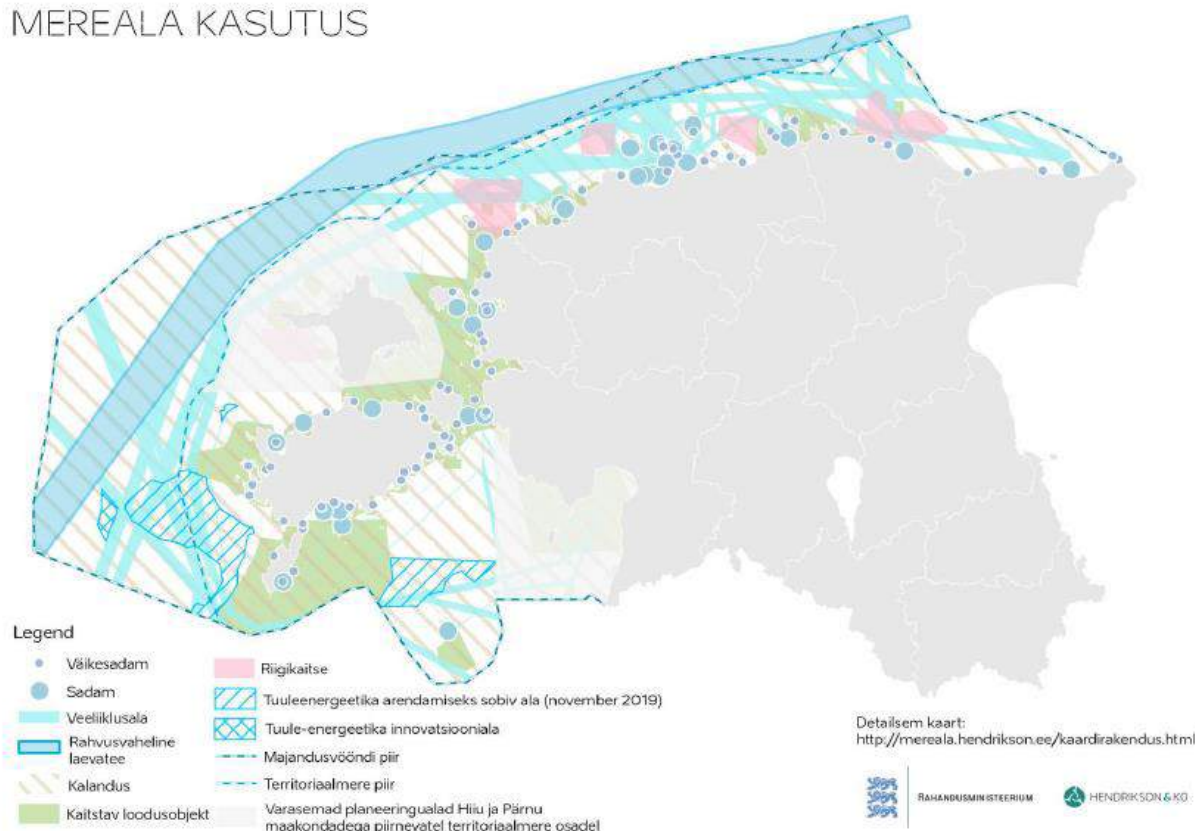 MEREALA KASUTUS
Legend
Väikesadam
Sadam
Veeliiklusala
Rahvusvaheline
laevatee
Kalandus
Kaitstav loodusobjekt
Riigikaitse
Tuuleenergeetika arendamiseks sobiv ala (november 2019)
Tuule-energeetika innovatsiooniala
Majandusvööndi piir
Territoriaalmere piir
Varasemad planeeringualad Hiiu ja Pärnu
maakondadega piirnevatel territoriaalmere osadel
Detailsem kaart:
http://mereala.hendrikson.ee/kaardirakendus.html
RAHANDUSMINISTEERIUM
HENDRIKSON & KO